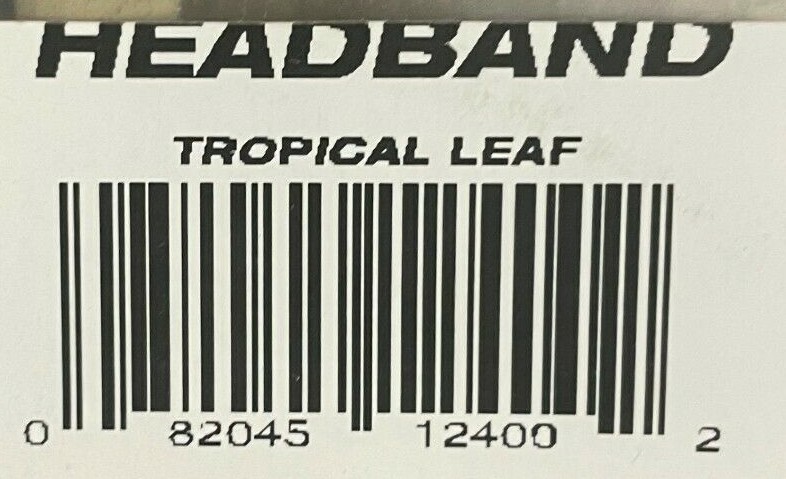 HEADBAND
TROPICAL LEAF
0 82045 12400 2